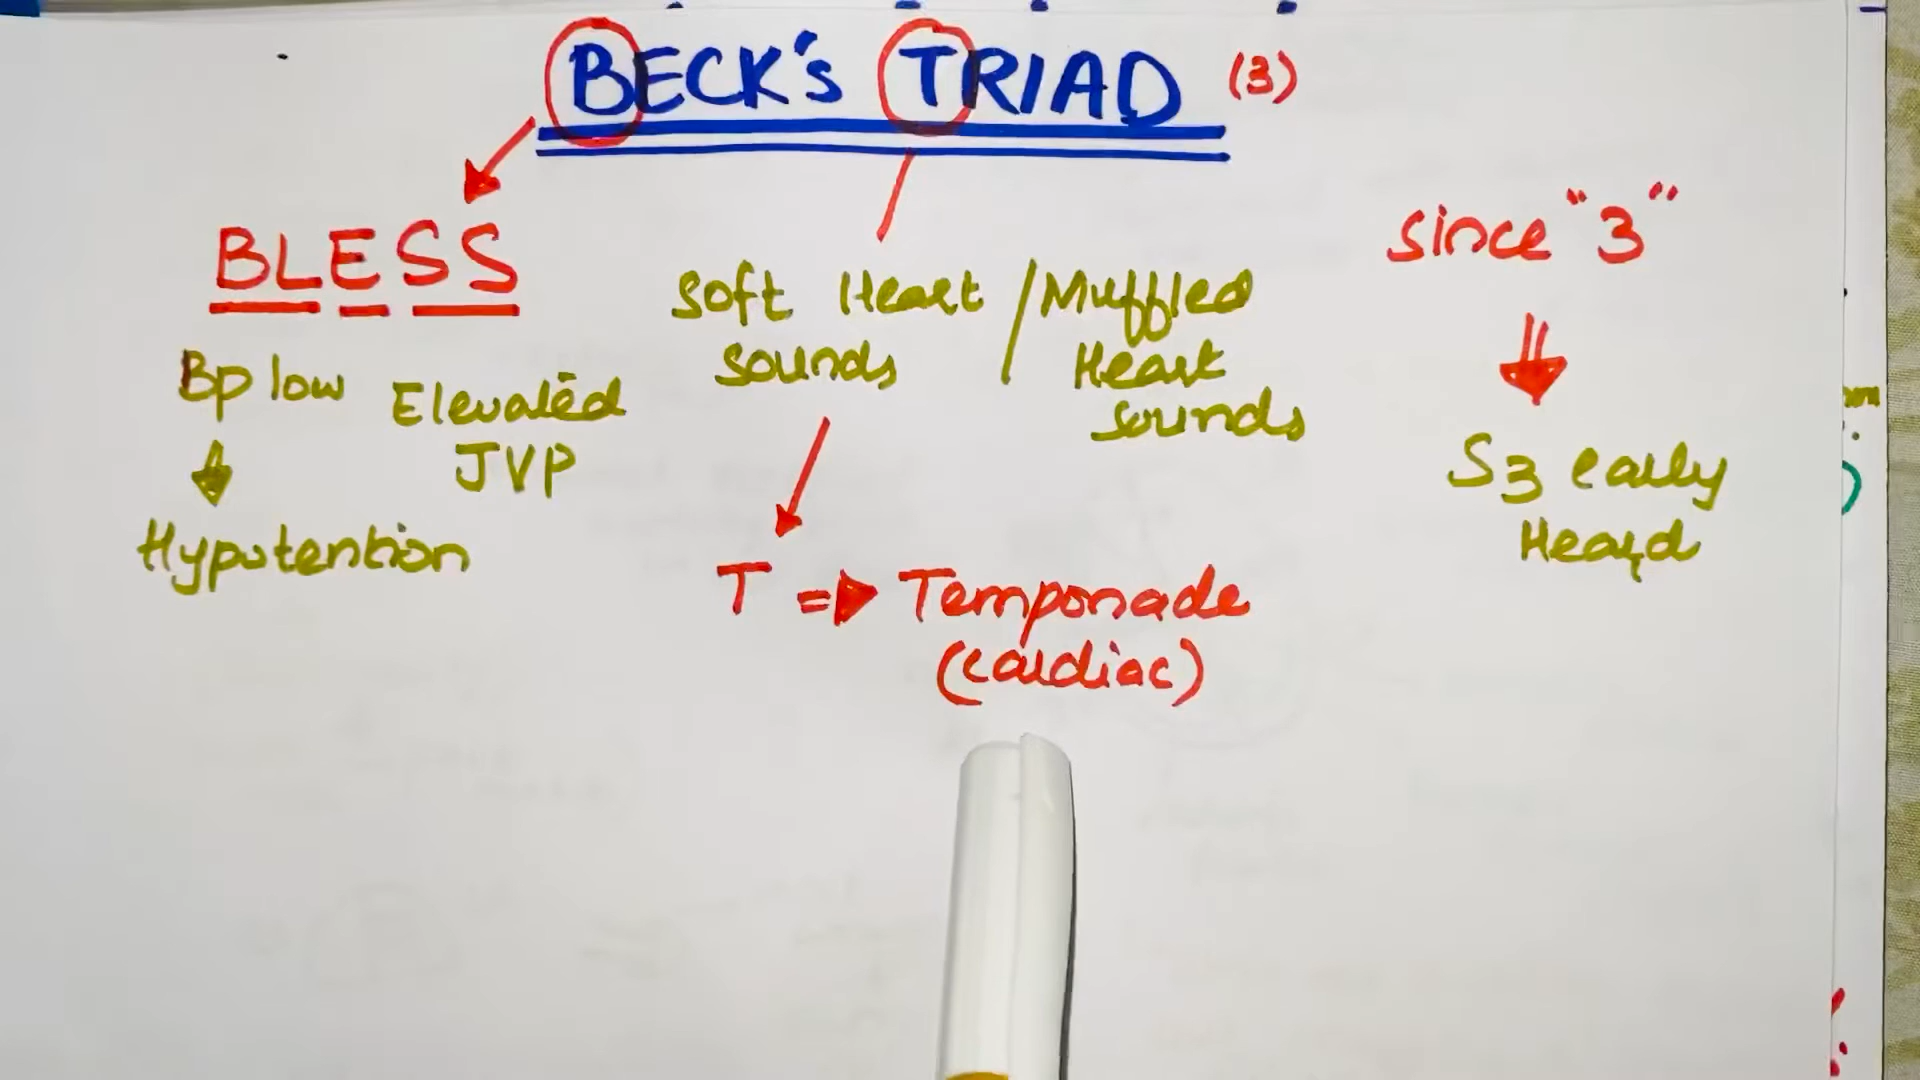 BECK's TRIAD (3)
BLESS
Bp low
Elevated
JVP
Hypotention
Soft Heart / Muffled
sounds
Heart
sounds
T => Temponade
(cardiac)
since "3"
S3 early
Heard